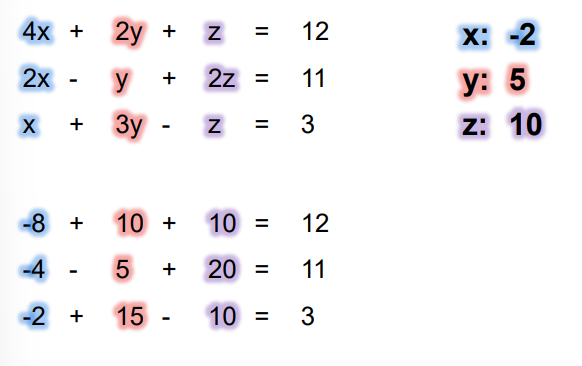 4x + 2y + z = 12
2x - y + 2z = 11
x + 3y - z = 3
x: -2
y: 5
z: 10
-8 + 10 + 10 = 12
-4 - 5 + 20 = 11
-2 + 15 - 10 = 3